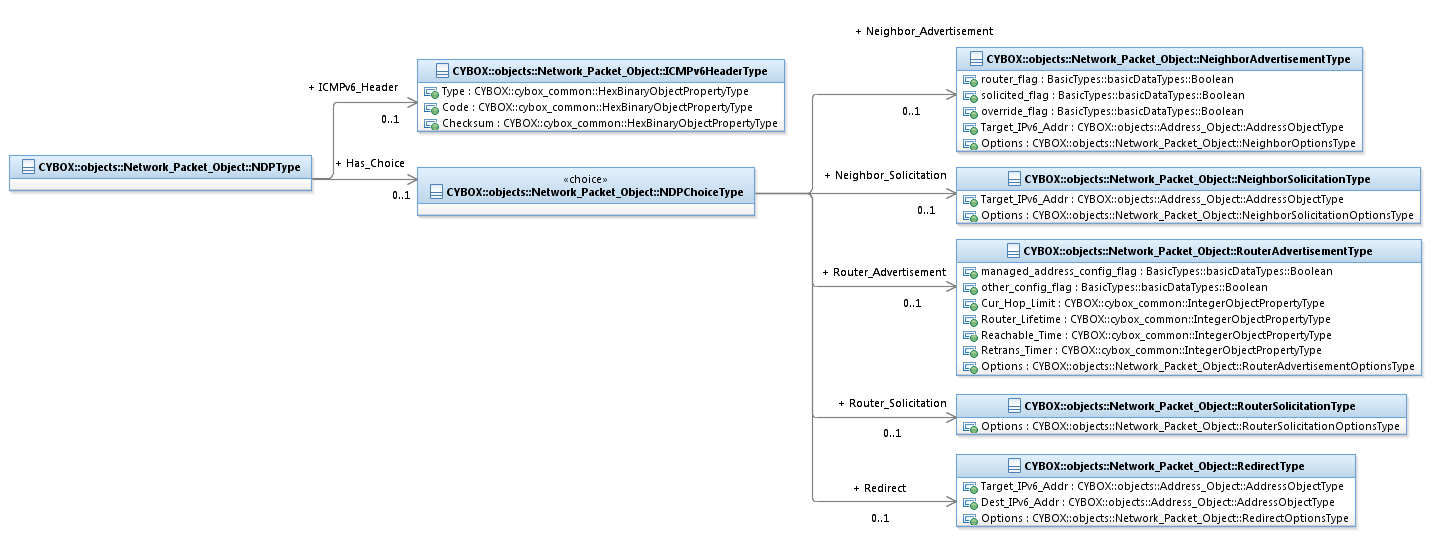 + Neighbor_Advertisement
0..1
CYBOX::objects::Network_Packet_Object::NeighborAdvertisementType
router_flag : BasicTypes::basicDataTypes::Boolean
solicited_flag : BasicTypes::basicDataTypes::Boolean
override_flag : BasicTypes::basicDataTypes::Boolean
Target_IPv6_Addr : CYBOX::objects::Address_Object::AddressObjectType
Options : CYBOX::objects::Network_Packet_Object::NeighborOptionsType
+ ICMPv6_Header
0..1
CYBOX::objects::Network_Packet_Object::ICMPv6HeaderType
Type : CYBOX::cybox_common::HexBinaryObjectPropertyType
Code : CYBOX::cybox_common::HexBinaryObjectPropertyType
Checksum : CYBOX::cybox_common::HexBinaryObjectPropertyType
CYBOX::objects::Network_Packet_Object::NDPType
+ Has_Choice
0..1
«choice»
CYBOX::objects::Network_Packet_Object::NDPChoiceType
+ Neighbor_Solicitation
0..1
CYBOX::objects::Network_Packet_Object::NeighborSolicitationType
Target_IPv6_Addr : CYBOX::objects::Address_Object::AddressObjectType
Options : CYBOX::objects::Network_Packet_Object::NeighborSolicitationOptionsType
+ Router_Advertisement
0..1
CYBOX::objects::Network_Packet_Object::RouterAdvertisementType
managed_address_config_flag : BasicTypes::basicDataTypes::Boolean
other_config_flag : BasicTypes::basicDataTypes::Boolean
Cur_Hop_Limit : CYBOX::cybox_common::IntegerObjectPropertyType
Router_Lifetime : CYBOX::cybox_common::IntegerObjectPropertyType
Reachable_Time : CYBOX::cybox_common::IntegerObjectPropertyType
Retrans_Timer : CYBOX::cybox_common::IntegerObjectPropertyType
Options : CYBOX::objects::Network_Packet_Object::RouterAdvertisementOptionsType
+ Router_Solicitation
0..1
CYBOX::objects::Network_Packet_Object::RouterSolicitationType
Options : CYBOX::objects::Network_Packet_Object::RouterSolicitationOptionsType
+ Redirect
0..1
CYBOX::objects::Network_Packet_Object::RedirectType
Target_IPv6_Addr : CYBOX::objects::Address_Object::AddressObjectType
Dest_IPv6_Addr : CYBOX::objects::Address_Object::AddressObjectType
Options : CYBOX::objects::Network_Packet_Object::RedirectOptionsType